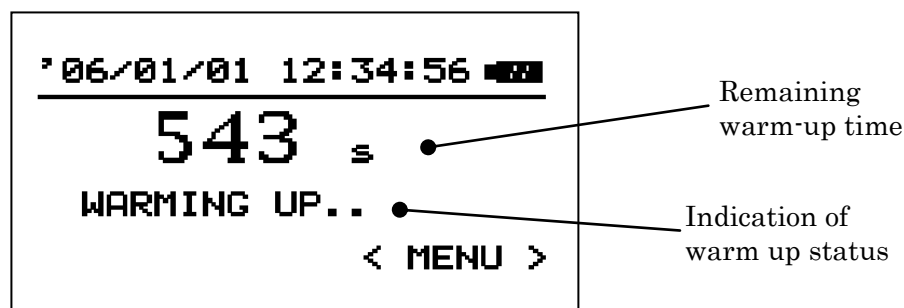 ’06/01/01 12:34:56
543 s
WARMING UP..
< MENU >
Remaining
warm-up time
Indication of
warm up status